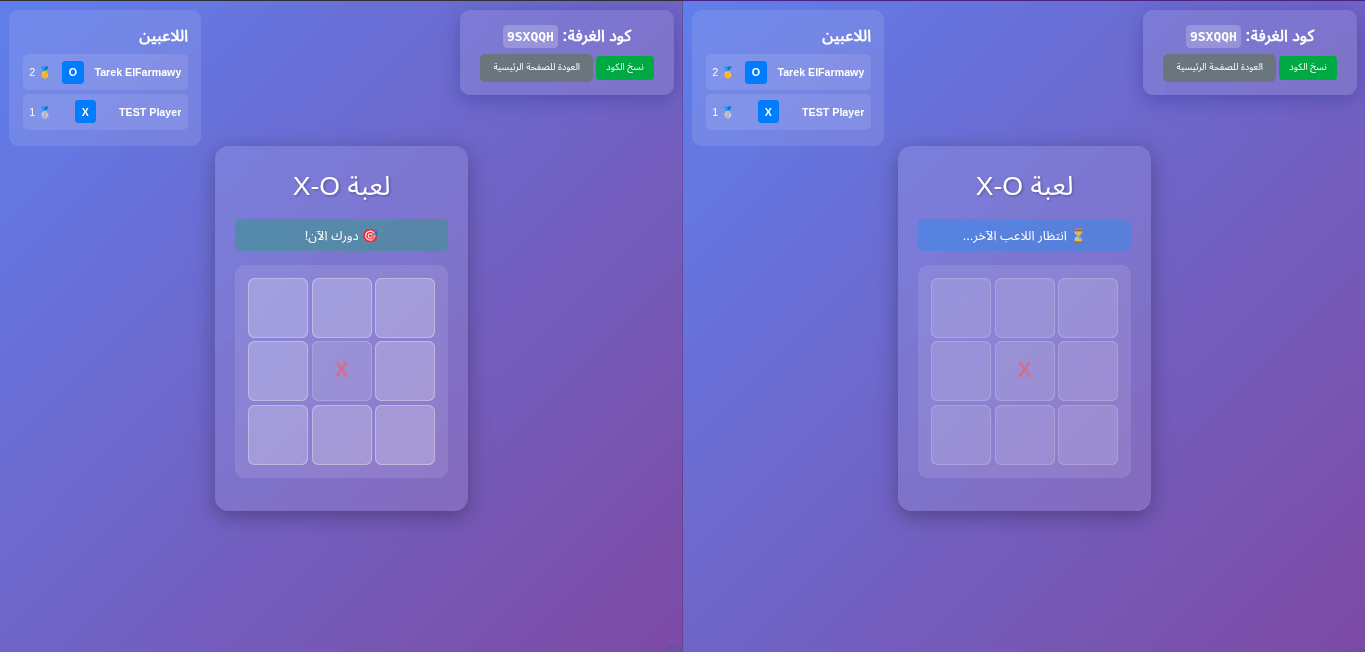 كود الغرفة: 9SXQQH
نسخ الكود العودة للصفحة الرئيسية
اللاعبين
Tarek ElFarmawy O 🥇 2
TEST Player X 🥈 1
لعبة X-O
🎯 دورك الآن!
X
كود الغرفة: 9SXQQH
نسخ الكود العودة للصفحة الرئيسية
اللاعبين
Tarek ElFarmawy O 🥇 2
TEST Player X 🥈 1
لعبة X-O
⏳ انتظار اللاعب الآخر...
X